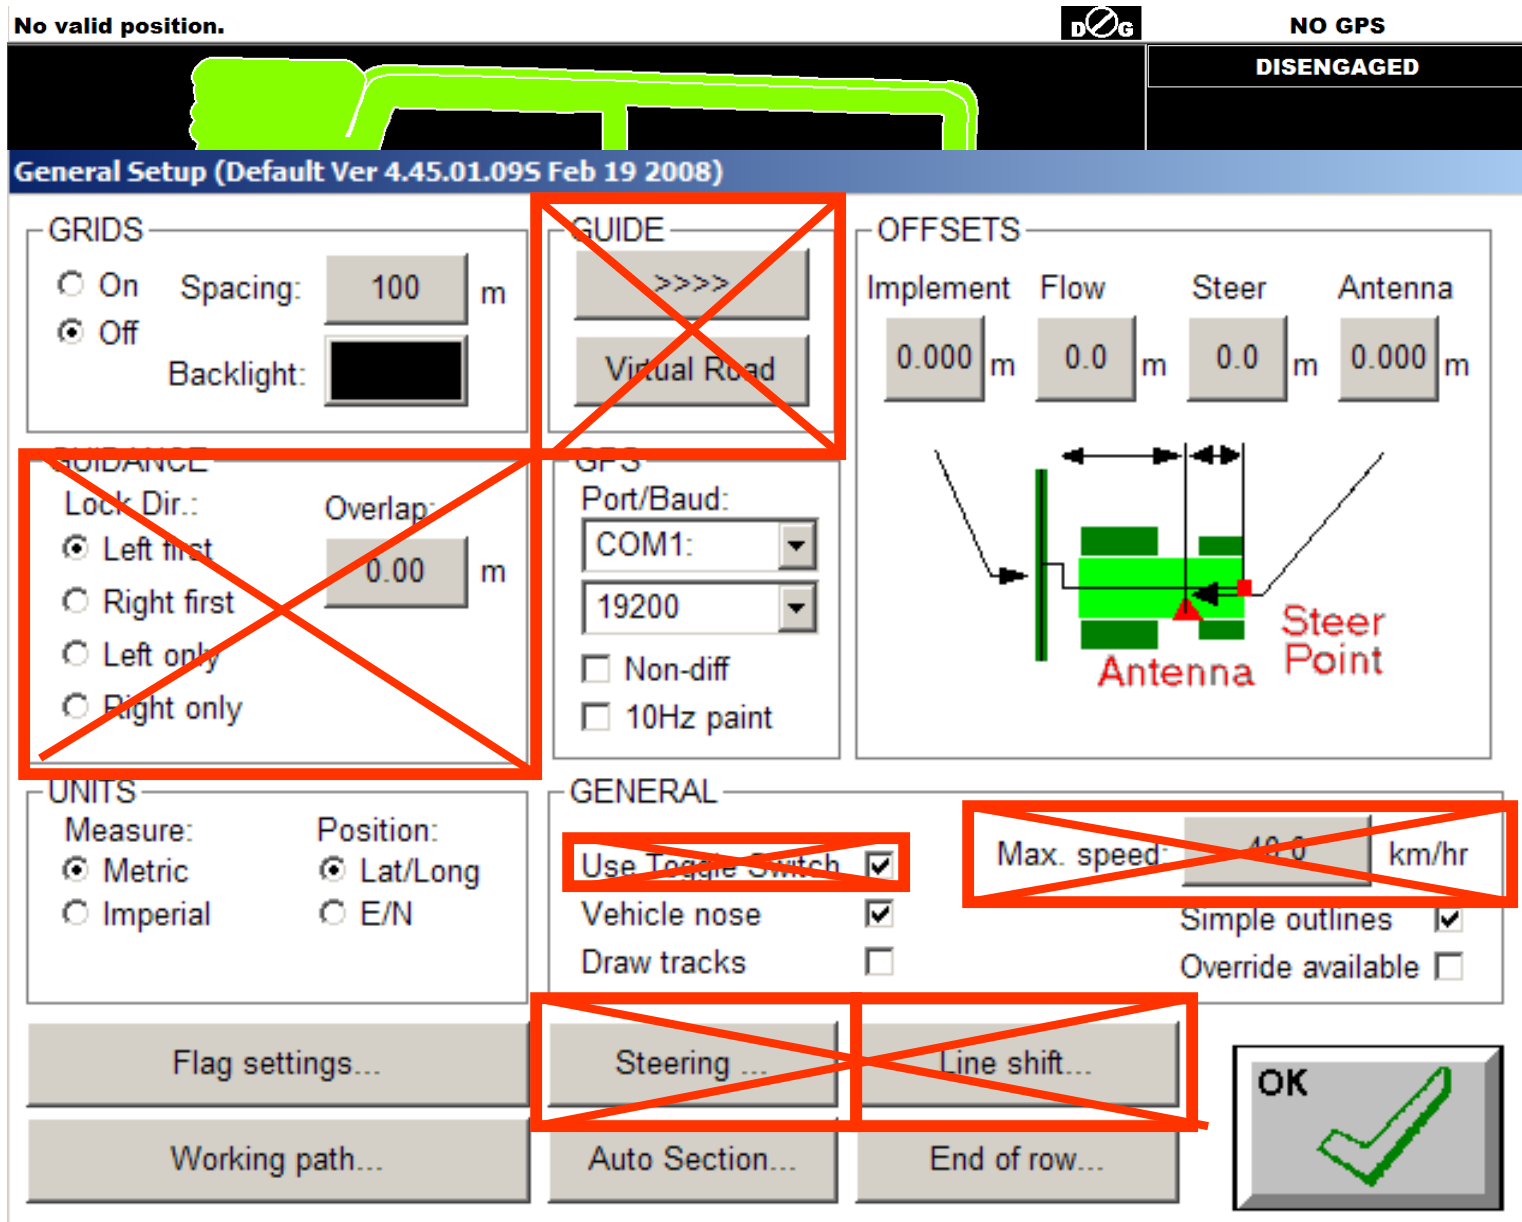 No valid position.
D G
NO GPS
DISENGAGED
General Setup (Default Ver 4.45.01.09S Feb 19 2008)
GRIDS
On
Off
Spacing: 100 m
Backlight:
GUIDE
>>>>
Virtual Road
OFFSETS
Implement Flow Steer Antenna
0.000 m 0.0 m 0.0 m 0.000 m
Antenna
Steer
Point
GUIDANCE
Lock Dir.:
Left first
Right first
Left only
Right only
Overlap:
0.00 m
GPS
Port/Baud:
COM1:
19200
Non-diff
10Hz paint
UNITS
Measure:
Metric
Imperial
Position:
Lat/Long
E/N
GENERAL
Use Toggle Switch
Vehicle nose
Draw tracks
Max. speed: 40.0 km/hr
Simple outlines
Override available
Flag settings...
Steering ...
Line shift...
Working path...
Auto Section...
End of row...
OK